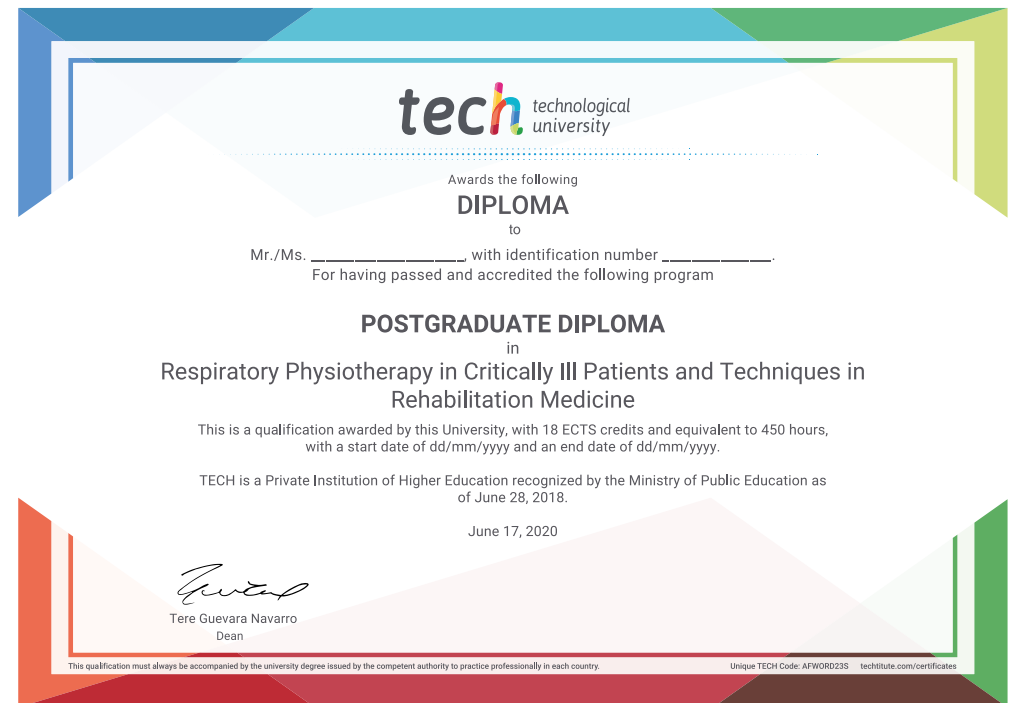 tech technological
university
Awards the following
DIPLOMA
to
Mr./Ms. ____________________, with identification number ______________.
For having passed and accredited the following program
POSTGRADUATE DIPLOMA
in
Respiratory Physiotherapy in Critically Ill Patients and Techniques in
Rehabilitation Medicine
This is a qualification awarded by this University, with 18 ECTS credits and equivalent to 450 hours,
with a start date of dd/mm/yyyy and an end date of dd/mm/yyyy.
TECH is a Private Institution of Higher Education recognized by the Ministry of Public Education as
of June 28, 2018.
June 17, 2020
Tere Guevara Navarro
Dean
This qualification must always be accompanied by the university degree issued by the competent authority to practice professionally in each country.
Unique TECH Code: AFWORD23S techtitute.com/certificates